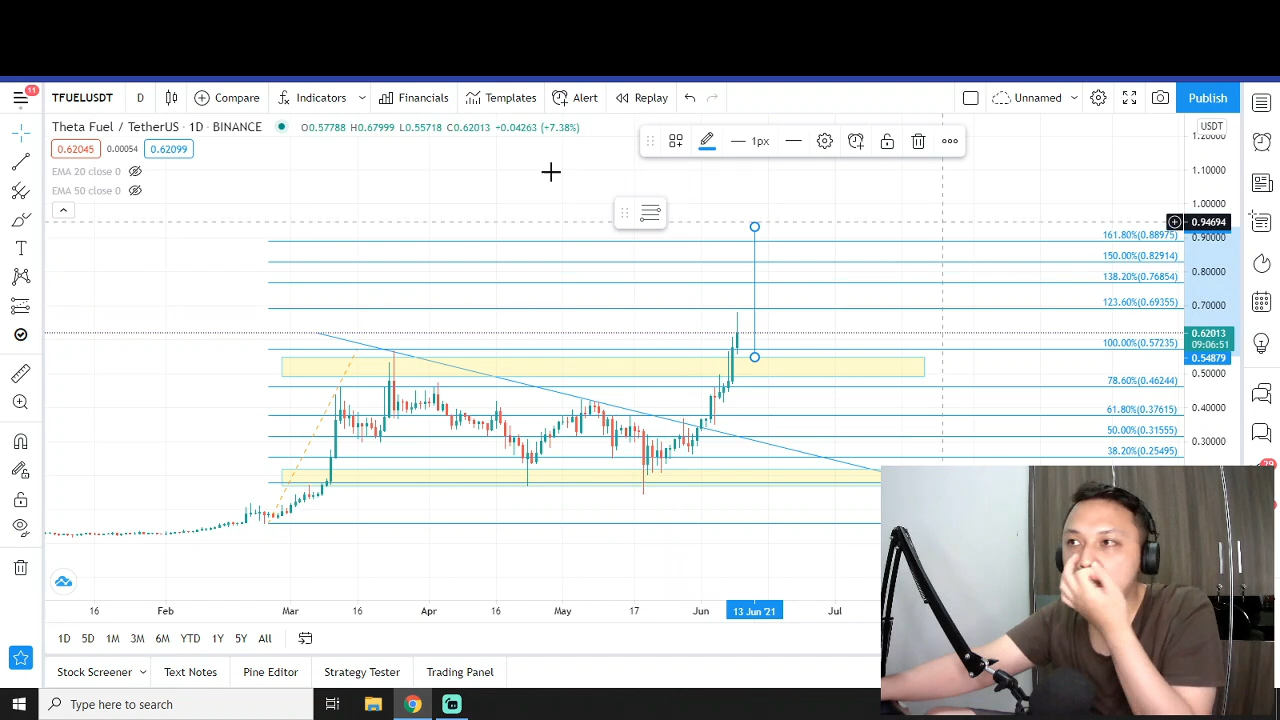 11
TFUELUSDT D Compare Indicators Financials Templates Alert Replay Unnamed Publish
Theta Fuel / TetherUS · 1D · BINANCE O0.57788 H0.67999 L0.55718 C0.62013 +0.04263 (+7.38%)
USDT
1px
0.62045 0.00054 0.62099
EMA 20 close 0
EMA 50 close 0
1.20000
1.10000
0.94694
161.80%(0.88975) 0.90000
150.00%(0.82914)
0.80000
138.20%(0.76854)
123.60%(0.69355) 0.70000
0.62013
09:06:51
100.00%(0.57235)
0.54879
0.50000
78.60%(0.46244)
61.80%(0.37615) 0.40000
50.00%(0.31555)
0.30000
38.20%(0.25495)
16 Feb Mar 16 Apr 16 May 17 Jun 13 Jun '21 Jul
1D 5D 1M 3M 6M YTD 1Y 5Y All
Stock Screener Text Notes Pine Editor Strategy Tester Trading Panel
Type here to search